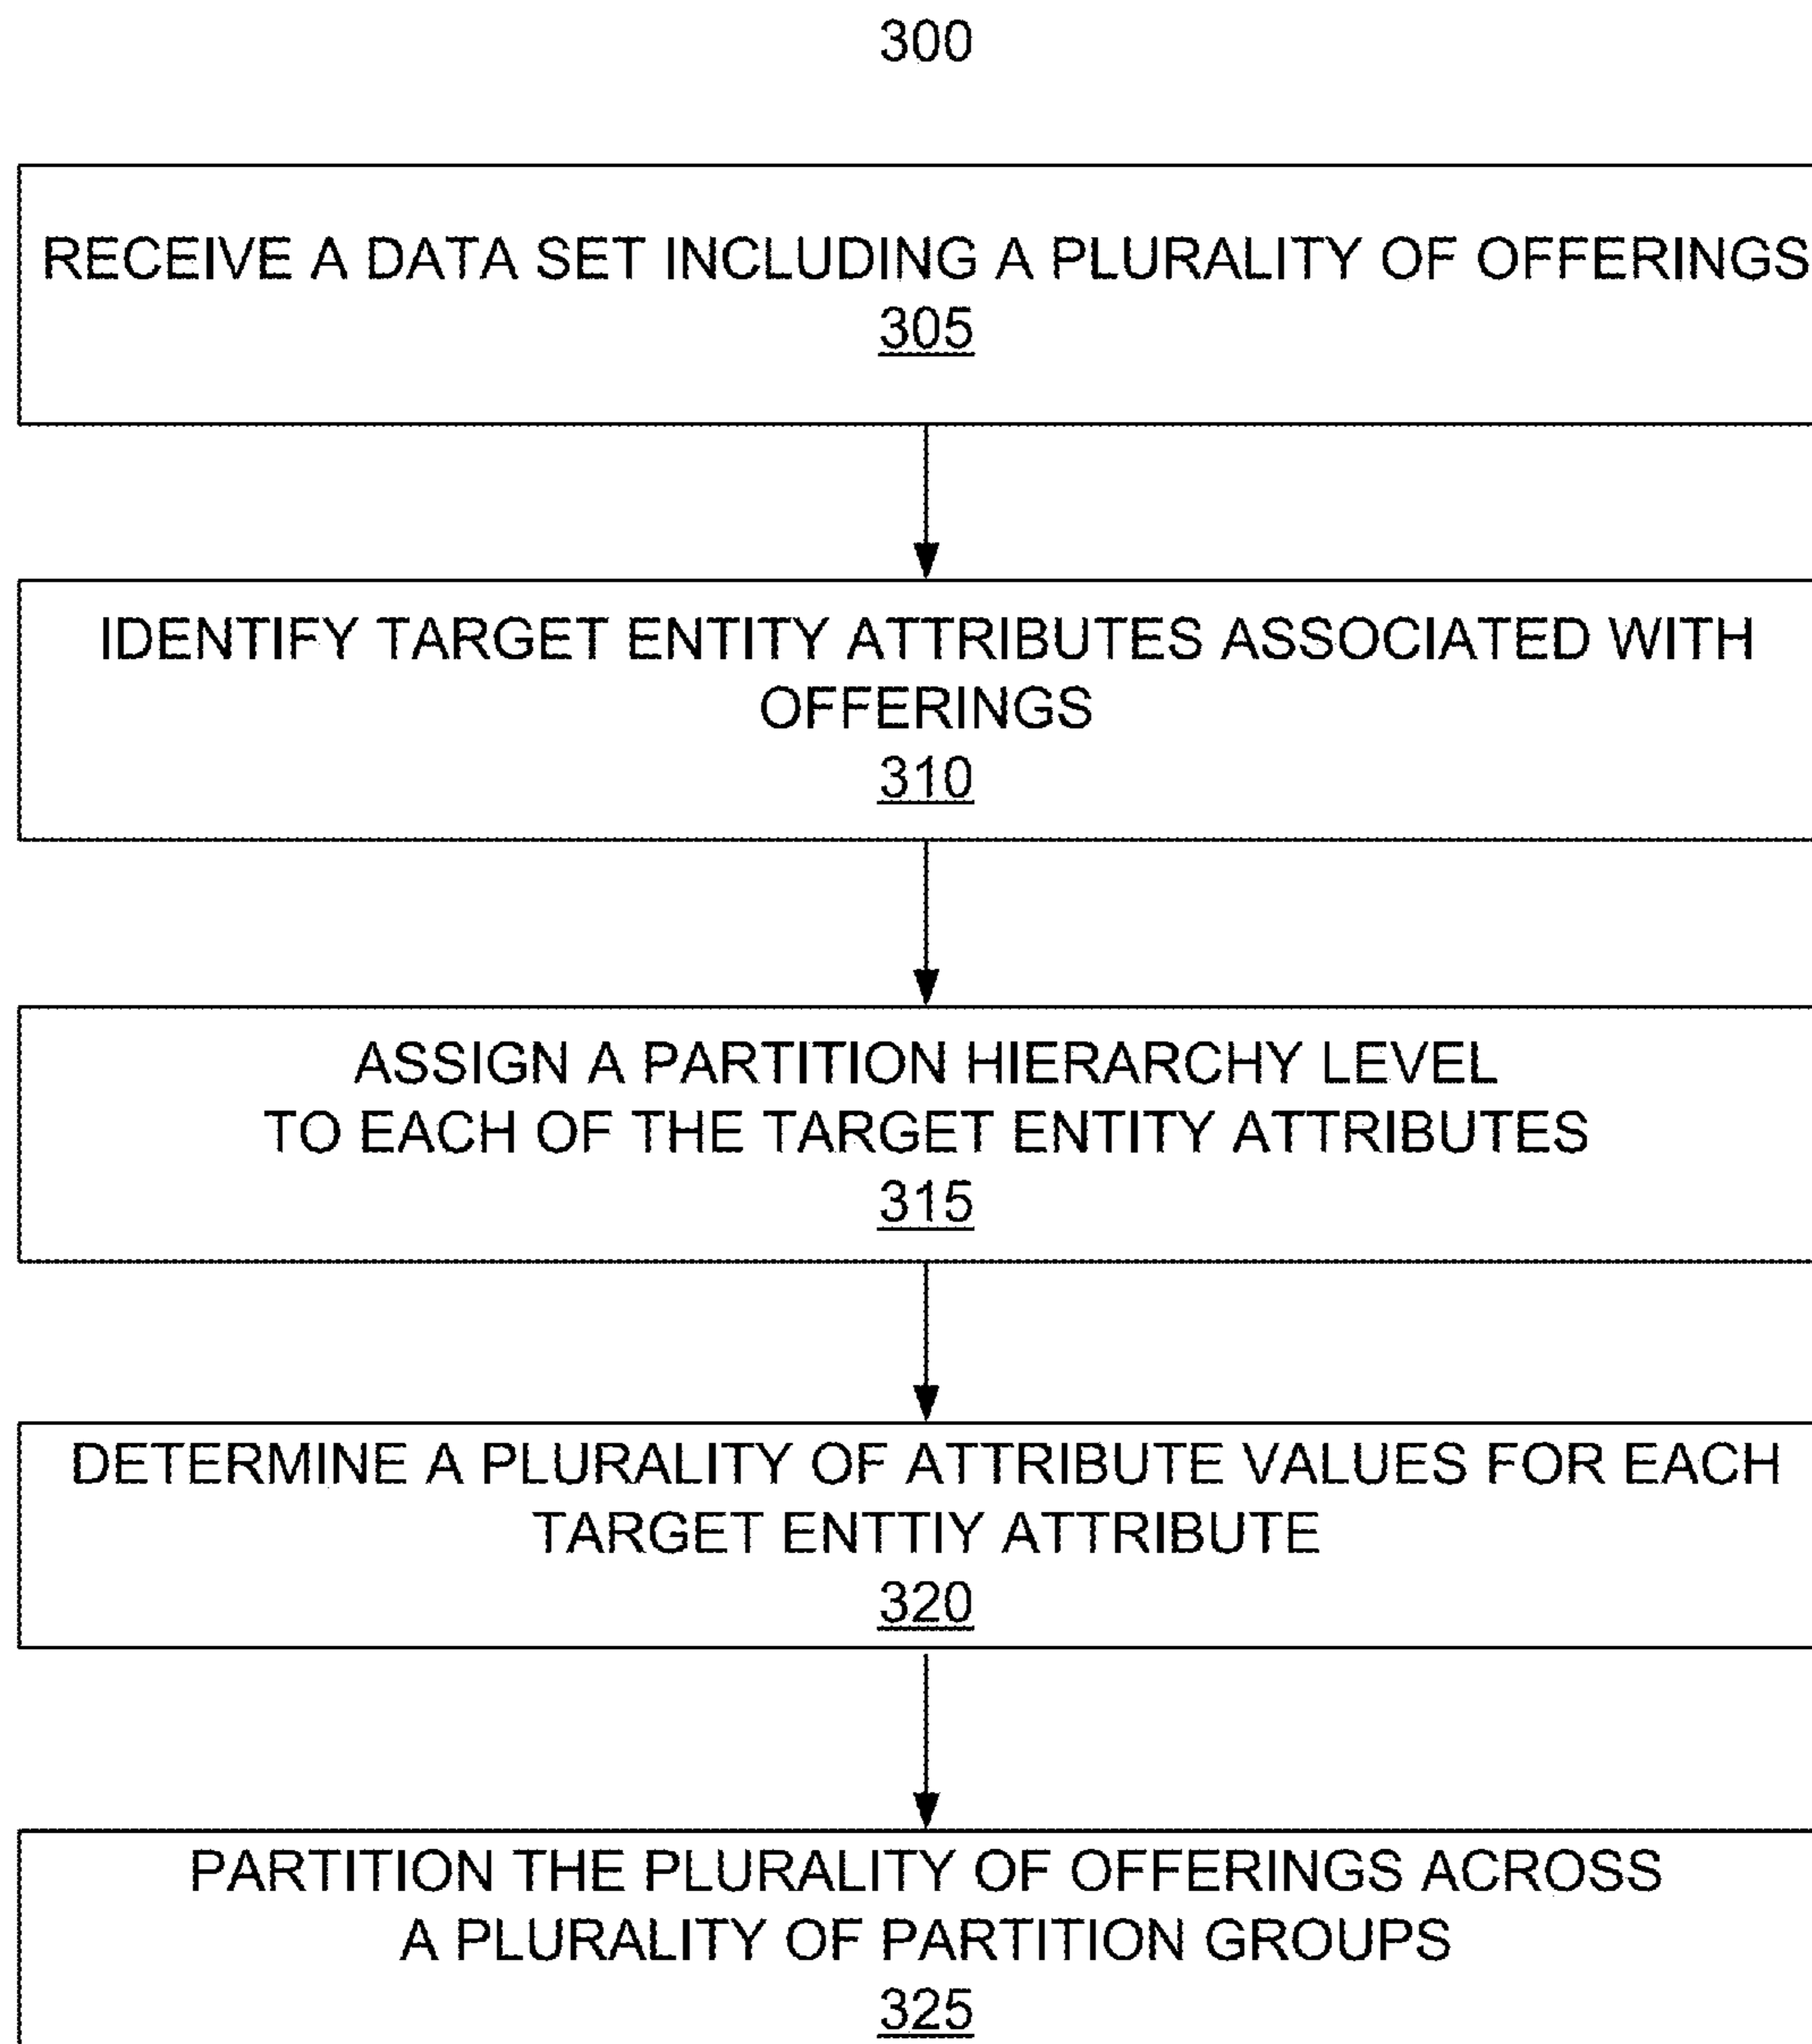 300
RECEIVE A DATA SET INCLUDING A PLURALITY OF OFFERINGS
305
IDENTIFY TARGET ENTITY ATTRIBUTES ASSOCIATED WITH
OFFERINGS
310
ASSIGN A PARTITION HIERARCHY LEVEL
TO EACH OF THE TARGET ENTITY ATTRIBUTES
315
DETERMINE A PLURALITY OF ATTRIBUTE VALUES FOR EACH
TARGET ENTTIY ATTRIBUTE
320
PARTITION THE PLURALITY OF OFFERINGS ACROSS
A PLURALITY OF PARTITION GROUPS
325